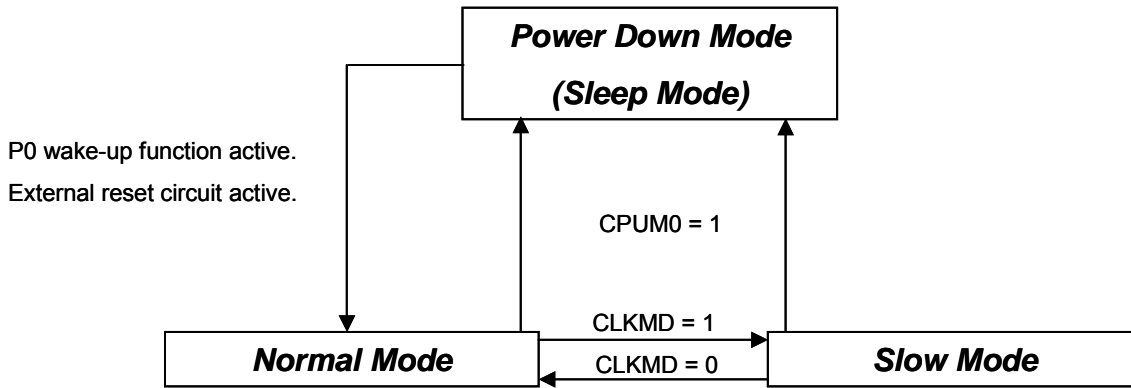 Power Down Mode
(Sleep Mode)
P0 wake-up function active.
External reset circuit active.
CPUM0 = 1
CLKMD = 1
Normal Mode
CLKMD = 0
Slow Mode